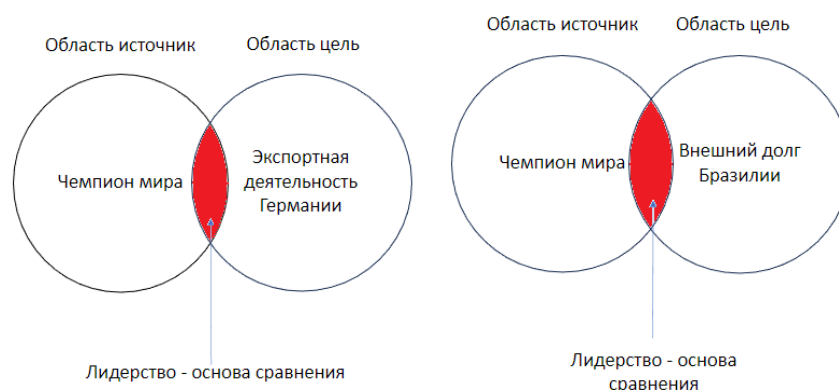 Область источник
Область цель
Чемпион мира
Экспортная
деятельность
Германии
Лидерство - основа сравнения
Область источник
Область цель
Чемпион мира
Внешний долг
Бразилии
Лидерство - основа
сравнения